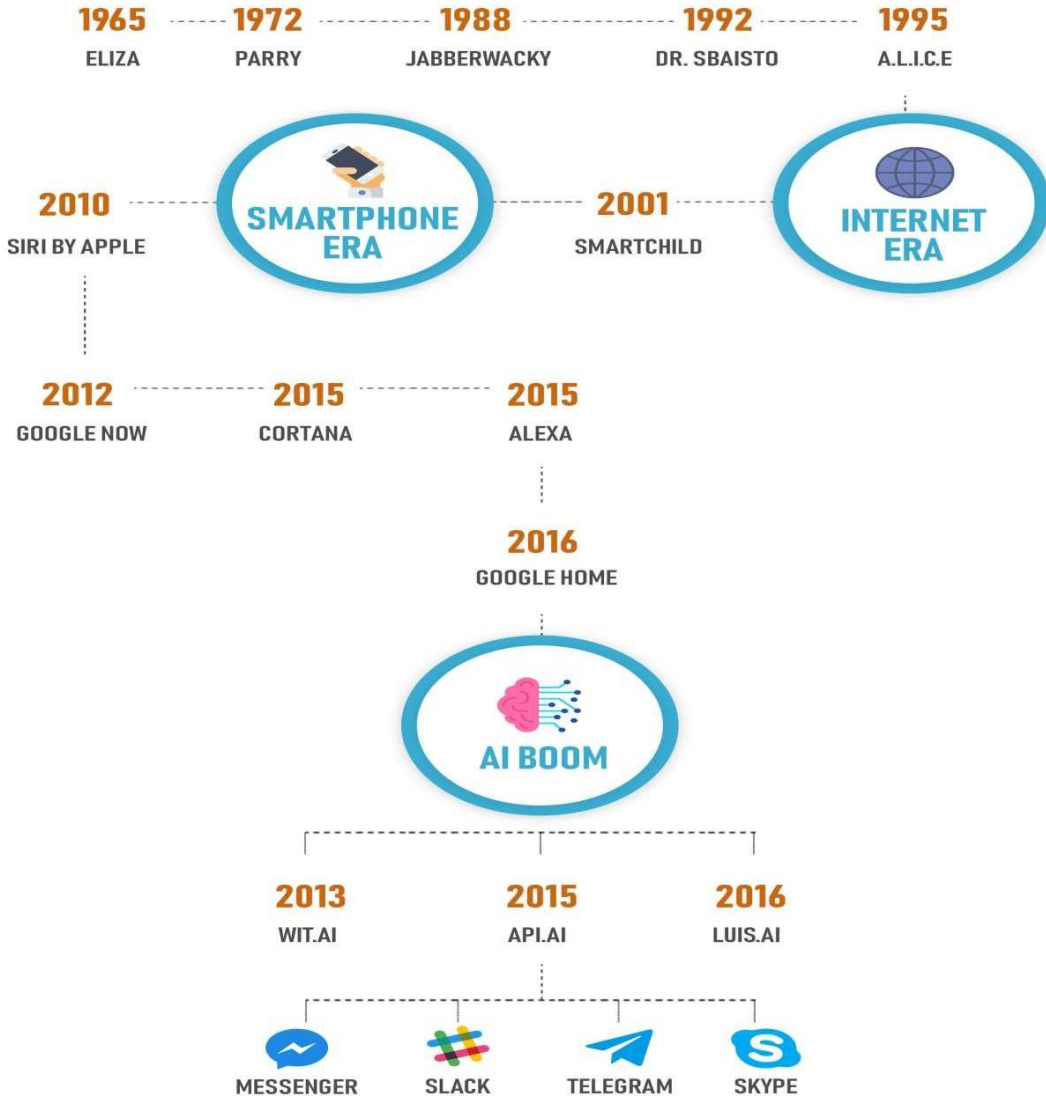 1965 1972 1988 1992 1995
ELIZA PARRY JABBERWACKY DR. SBAISTO A.L.I.C.E
2010 SMARTPHONE ERA 2001 INTERNET ERA
SIRI BY APPLE SMARTCHILD
2012 2015 2015
GOOGLE NOW CORTANA ALEXA
2016
GOOGLE HOME
AI BOOM
2013 2015 2016
WIT.AI API.AI LUIS.AI
MESSENGER SLACK TELEGRAM SKYPE